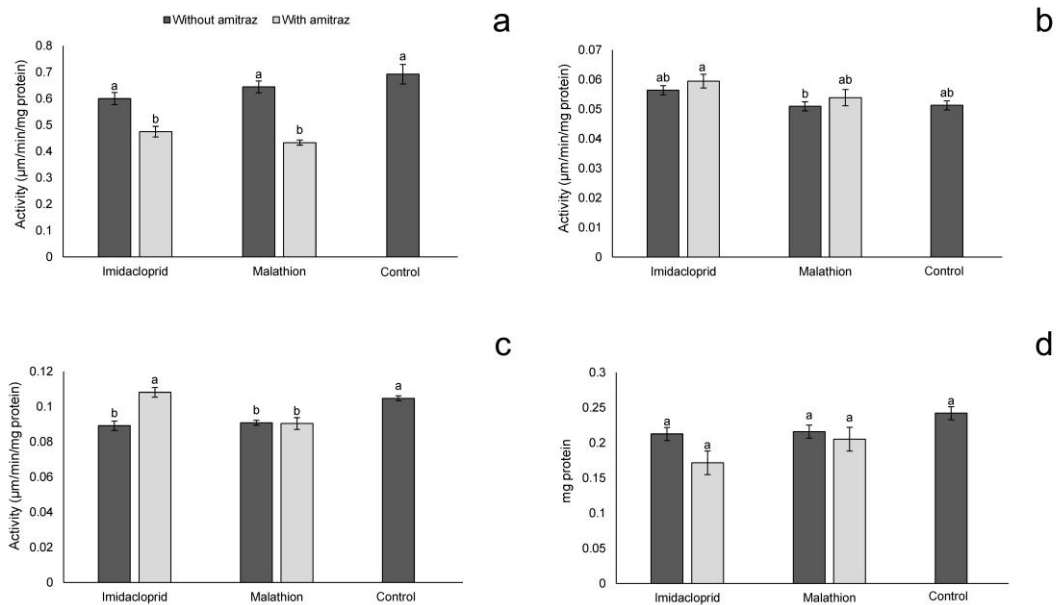 Without amitraz With amitraz
a
Activity (µm/min/mg protein)
0.8
0.7
0.6
0.5
0.4
0.3
0.2
0.1
0
a
b
a
b
a
Imidacloprid Malathion Control
b
Activity (µm/min/mg protein)
0.07
0.06
0.05
0.04
0.03
0.02
0.01
0
ab
a
b
ab
ab
Imidacloprid Malathion Control
c
Activity (µm/min/mg protein)
0.12
0.1
0.08
0.06
0.04
0.02
0
b
a
b
b
a
Imidacloprid Malathion Control
d
mg protein
0.3
0.25
0.2
0.15
0.1
0.05
0
a
a
a
a
a
Imidacloprid Malathion Control